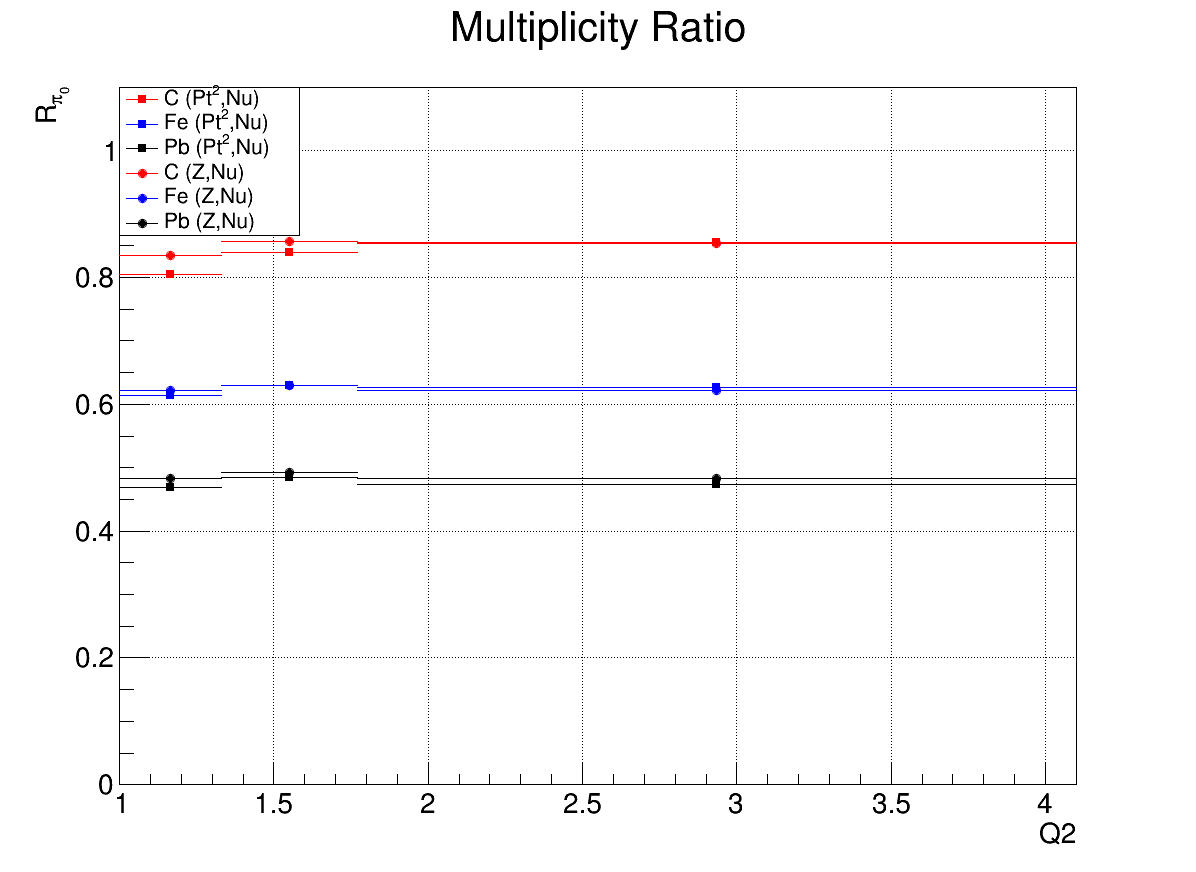 Multiplicity Ratio
Rπ0
C (Pt2,Nu)
Fe (Pt2,Nu)
Pb (Pt2,Nu)
C (Z,Nu)
Fe (Z,Nu)
Pb (Z,Nu)
1
0.8
0.6
0.4
0.2
0
1 1.5 2 2.5 3 3.5 4
Q2